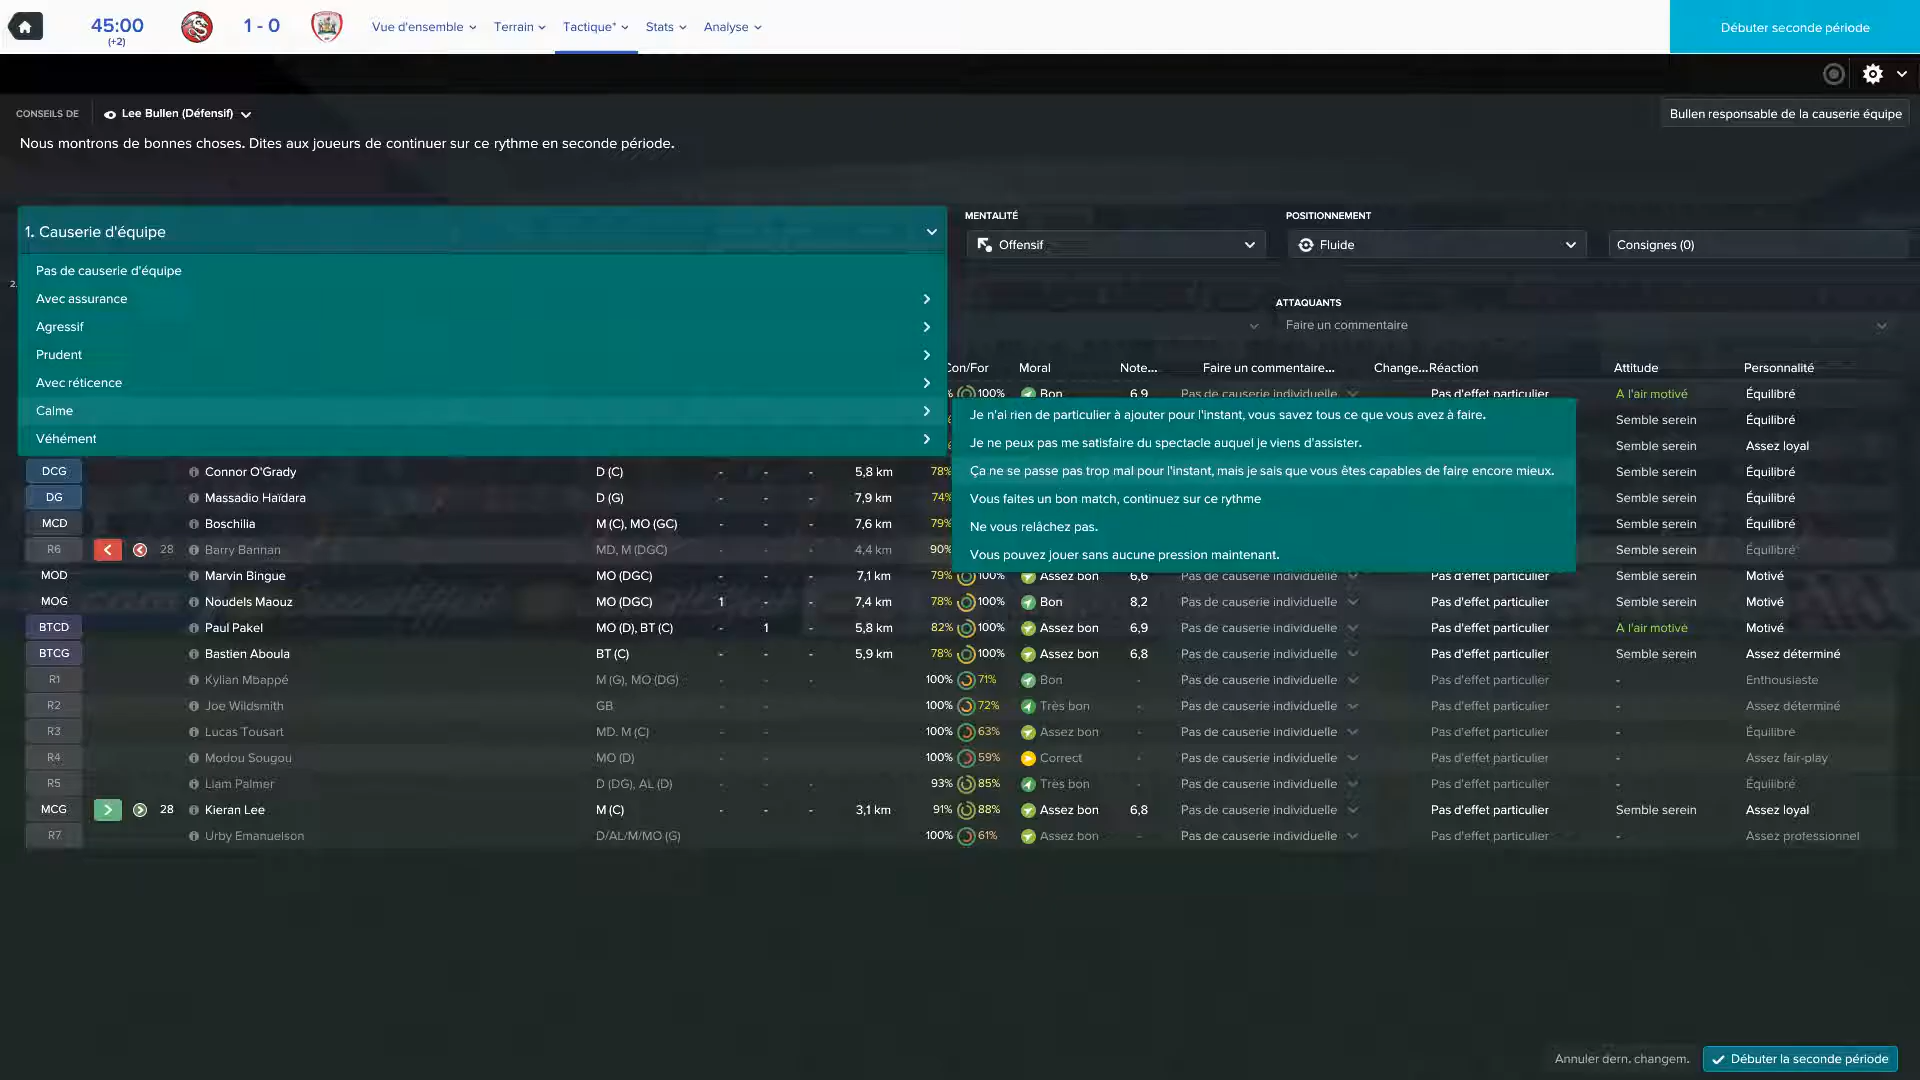 45:00
(+2)
1 - 0
Vue d'ensemble
Terrain
Tactique*
Stats
Analyse
Débuter seconde période
CONSEILS DE
Lee Bullen (Défensif)
Bullen responsable de la causerie équipe
Nous montrons de bonnes choses. Dites aux joueurs de continuer sur ce rythme en seconde période.
1. Causerie d'équipe
MENTALITÉ
POSITIONNEMENT
Offensif
Fluide
Consignes (0)
Pas de causerie d'équipe
2.
Avec assurance
Agressif
Prudent
Avec réticence
Calme
Véhément
ATTAQUANTS
Faire un commentaire
Con/For Moral Note... Faire un commentaire... Change... Réaction Attitude Personnalité
100% Bon 6,9 Pas de causerie individuelle Pas d'effet particulier A l'air motivé Équilibré
Semble serein Équilibré
Semble serein Assez loyal
Je n'ai rien de particulier à ajouter pour l'instant, vous savez tous ce que vous avez à faire.
Je ne peux pas me satisfaire du spectacle auquel je viens d'assister.
Ça ne se passe pas trop mal pour l'instant, mais je sais que vous êtes capables de faire encore mieux.
Vous faites un bon match, continuez sur ce rythme
Ne vous relâchez pas.
Vous pouvez jouer sans aucune pression maintenant.
DCG Connor O'Grady D (C) - - - 5,8 km 78% Semble serein Équilibré
DG Massadio Haïdara D (G) - - - 7,9 km 74% Semble serein Équilibré
MCD Boschilia M (C), MO (GC) - - - 7,6 km 79% Semble serein Équilibré
R6 28 Barry Bannan MD, M (DGC) - - - 4,4 km 90% Semble serein Équilibré
MOD Marvin Bingue MO (DGC) - - - 7,1 km 79% 100% Assez bon 6,6 Pas de causerie individuelle Pas d'effet particulier Semble serein Motivé
MOG Noudels Maouz MO (DGC) 1 - - 7,4 km 78% 100% Bon 8,2 Pas de causerie individuelle Pas d'effet particulier Semble serein Motivé
BTCD Paul Pakel MO (D), BT (C) - 1 - 5,8 km 82% 100% Assez bon 6,9 Pas de causerie individuelle Pas d'effet particulier A l'air motivé Motivé
BTCG Bastien Aboula BT (C) - - - 5,9 km 78% 100% Assez bon 6,8 Pas de causerie individuelle Pas d'effet particulier Semble serein Assez déterminé
R1 Kylian Mbappé M (G), MO (DG) - - - 100% 71% Bon - Pas de causerie individuelle Pas d'effet particulier - Enthousiaste
R2 Joe Wildsmith GB - - 100% 72% Très bon - Pas de causerie individuelle Pas d'effet particulier - Assez déterminé
R3 Lucas Tousart MD, M (C) - - 100% 63% Assez bon - Pas de causerie individuelle Pas d'effet particulier - Équilibré
R4 Modou Sougou MO (D) - - 100% 59% Correct - Pas de causerie individuelle Pas d'effet particulier - Assez fair-play
R5 Liam Palmer D (DG), AL (D) - - 93% 85% Très bon - Pas de causerie individuelle Pas d'effet particulier - Équilibré
MCG 28 Kieran Lee M (C) - - - 3,1 km 91% 88% Assez bon 6,8 Pas de causerie individuelle Pas d'effet particulier Semble serein Assez loyal
R7 Urby Emanuelson D/AL/M/MO (G) - - - 100% 61% Assez bon - Pas de causerie individuelle Pas d'effet particulier - Assez professionnel
Annuler dern. changem.
Débuter la seconde période